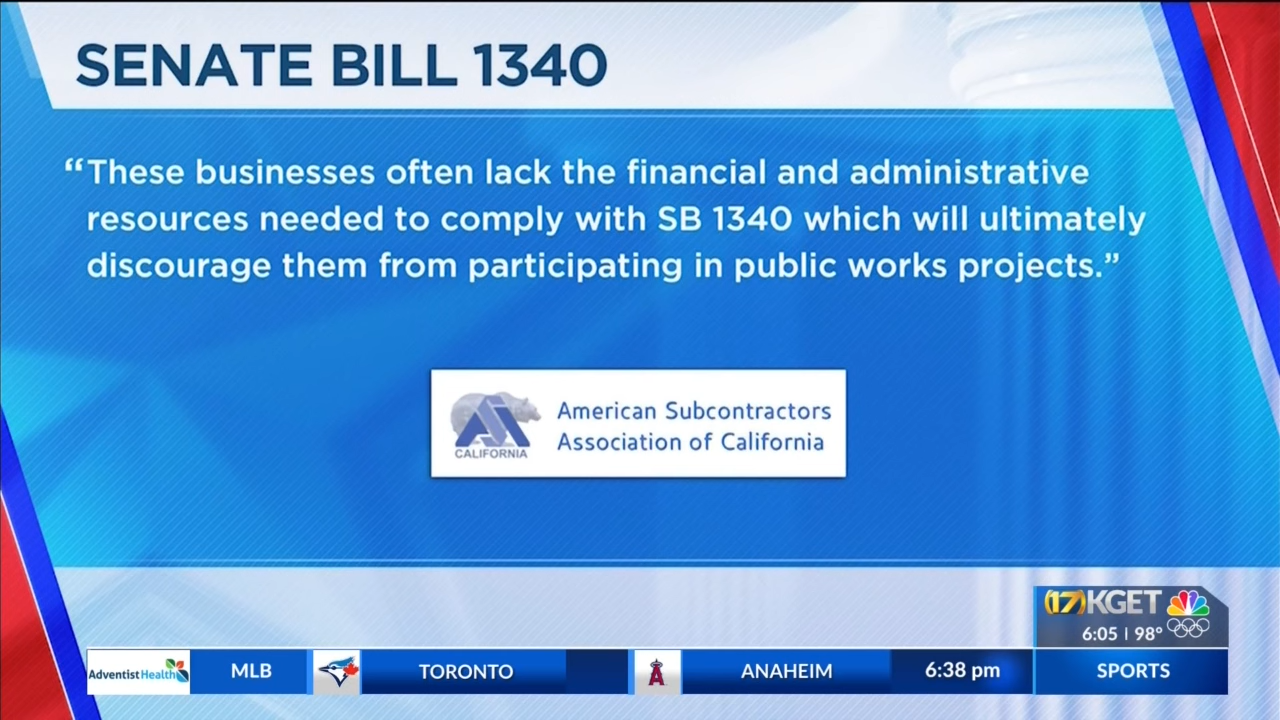 SENATE BILL 1340
“These businesses often lack the financial and administrative
resources needed to comply with SB 1340 which will ultimately
discourage them from participating in public works projects.”
CALIFORNIA
American Subcontractors
Association of California
17 KGET
6:05 | 98°
Adventist Health MLB TORONTO A ANAHEIM 6:38 pm SPORTS